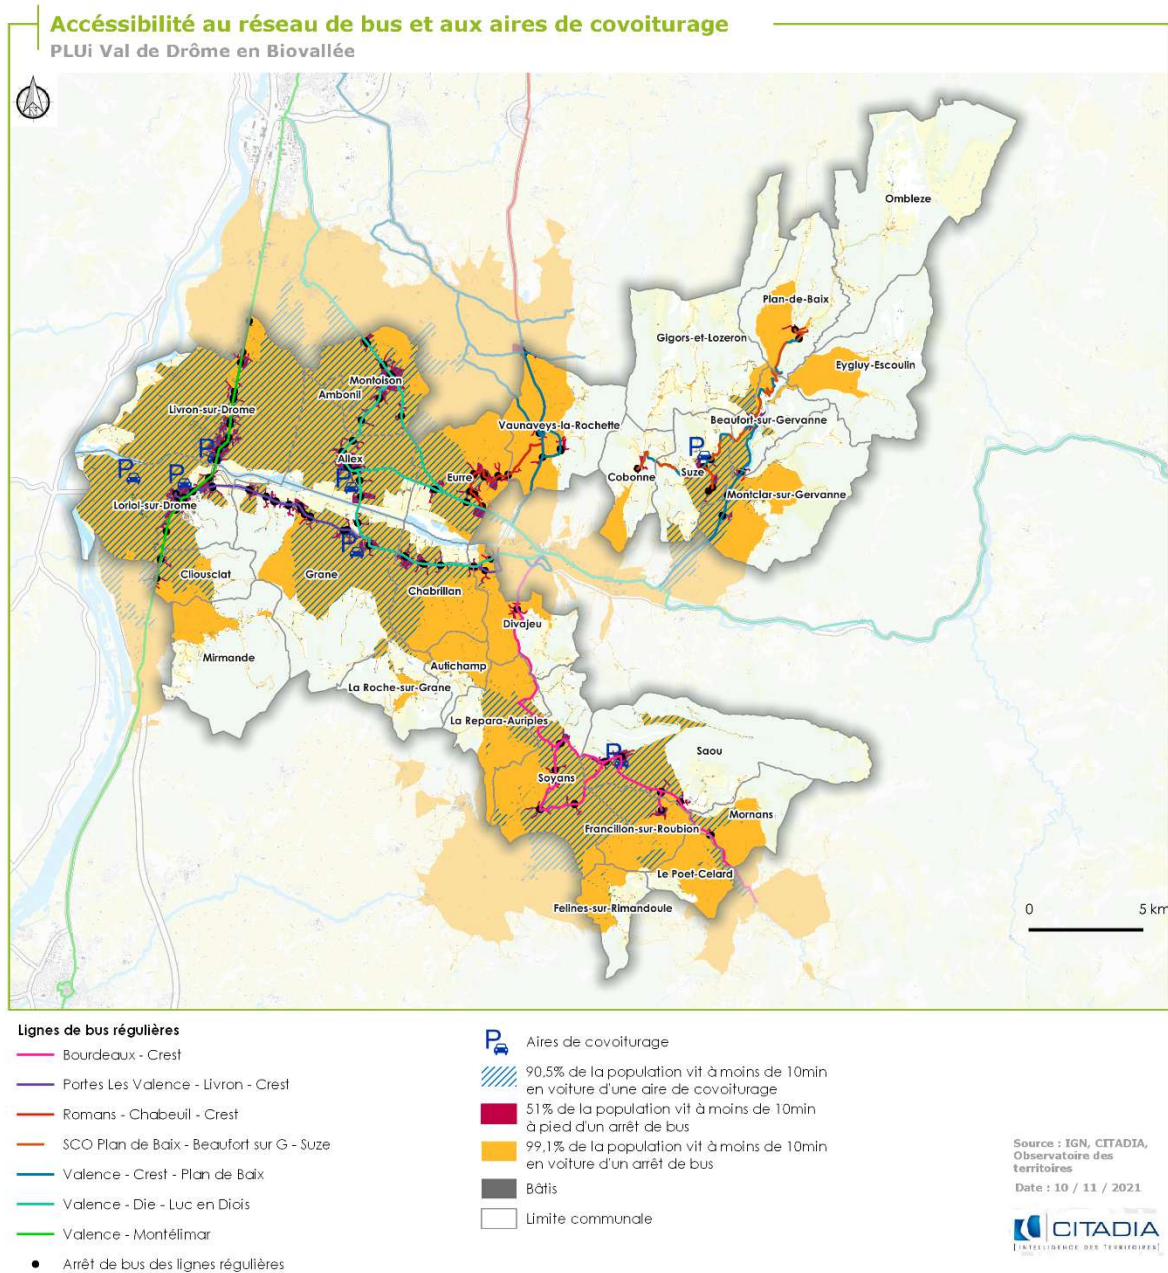 Accéssibilité au réseau de bus et aux aires de covoiturage
PLUi Val de Drôme en Biovallée
Ombleze
Plan-de-Baix
Gigors-et-Lozeron
Eygluy-Escoulin
Montoison
Ambonil
Livron-sur-Drome
Beaufort-sur-Gervanne
Vaunaveys-la-Rochette
Allex
Eurre
Cobonne
Suze
Montclar-sur-Gervanne
Loriol-sur-Drome
Cliousclat
Grane
Chabrillan
Divajeu
Mirmande
Autichamp
La Roche-sur-Grane
La Repara-Auriples
Saou
Soyans
Mornans
Francillon-sur-Roubion
Le Poet-Celard
Felines-sur-Rimandoule
P
P
P
P
P
P
P
0 5 km
Lignes de bus régulières
Bourdeaux - Crest
Portes Les Valence - Livron - Crest
Romans - Chabeuil - Crest
SCO Plan de Baix - Beaufort sur G - Suze
Valence - Crest - Plan de Baix
Valence - Die - Luc en Diois
Valence - Montélimar
Arrêt de bus des lignes régulières
P
Aires de covoiturage
90,5% de la population vit à moins de 10min
en voiture d'une aire de covoiturage
51% de la population vit à moins de 10min
à pied d'un arrêt de bus
99,1% de la population vit à moins de 10min
en voiture d'un arrêt de bus
Bâtis
Limite communale
Source : IGN, CITADIA,
Observatoire des
territoires
Date : 10 / 11 / 2021
CITADIA
INTELLIGENCE DES TERRITOIRES